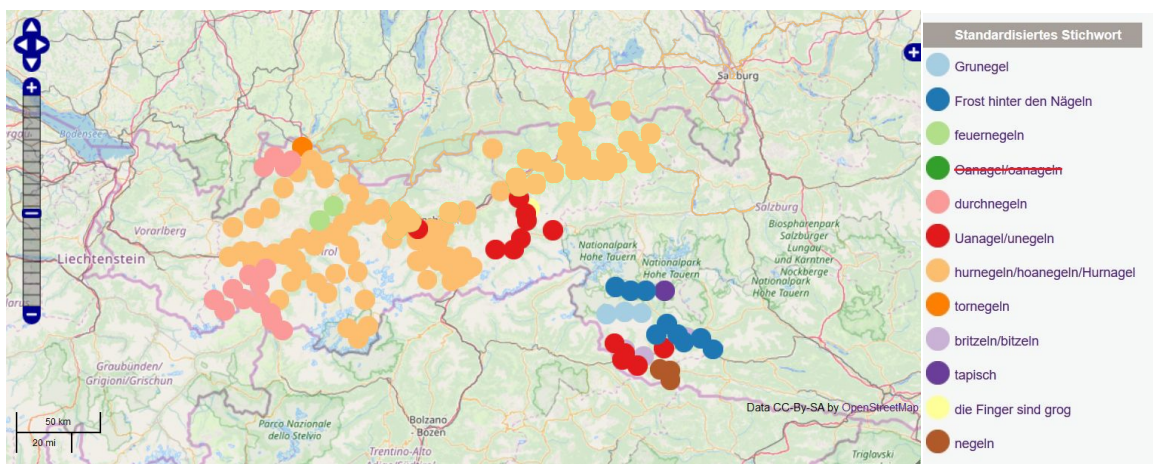 Standardisiertes Stichwort
Grunegel
Frost hinter den Nägeln
feuernegeln
Oanagel/oanageln
durchnegeln
Uanagel/unegeln
hurnegeln/hoanegeln/Hurnagel
tornegeln
britzeln/bitzeln
tapisch
die Finger sind grog
negeln
Salzburg
Bodensee
Vorarlberg
Liechtenstein
Salzburg
Biosphärenpark
Salzburger
Lungau
und Kärntner
Nockberge
Nationalpark
Hohe Tauern
Nationalpark
Hohe Tauern
Nationalpark
Hohe Tauern
Graubünden/
Grigioni/Grischun
Parco Nazionale
dello Stelvio
Bolzano
- Bozen
Trentino-Alto
Triglavski
50 km
20 mi
Data CC-By-SA by OpenStreetMap